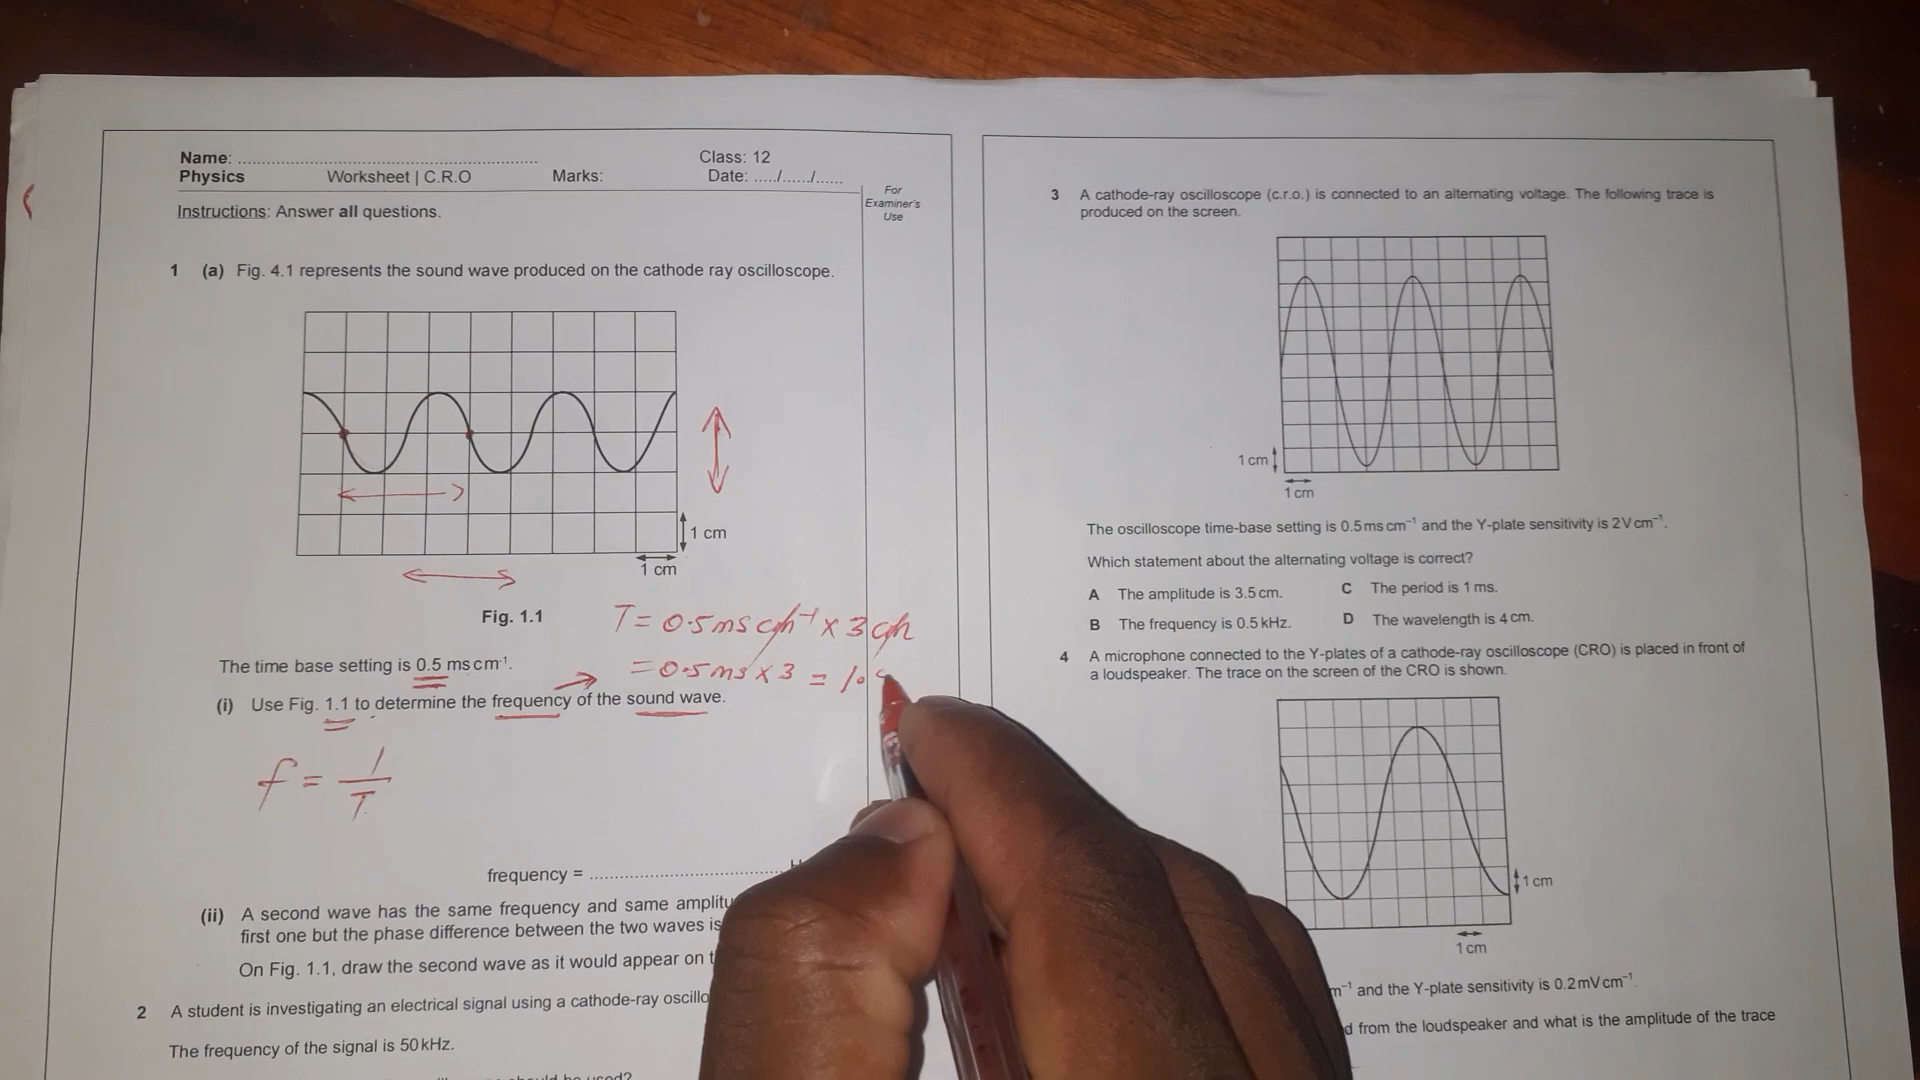 Name: ............................................................
Class: 12
Physics
Worksheet | C.R.O
Marks:
Date: ...../....../......
For
Examiner's
Use
Instructions: Answer all questions.
1 (a) Fig. 4.1 represents the sound wave produced on the cathode ray oscilloscope.
1 cm
1 cm
Fig. 1.1
T = 0.5 ms cm⁻¹ × 3 cm
= 0.5 ms × 3 = 1.
The time base setting is 0.5 ms cm⁻¹.
(i) Use Fig. 1.1 to determine the frequency of the sound wave.
f = 1/T
frequency = ........................................
(ii) A second wave has the same frequency and same
first one but the phase difference between the two waves is
On Fig. 1.1, draw the second wave as it would appear on
2 A student is investigating an electrical signal using a cathode-ray
The frequency of the signal is 50 kHz.
3 A cathode-ray oscilloscope (c.r.o.) is connected to an alternating voltage. The following trace is
produced on the screen.
1 cm
1 cm
The oscilloscope time-base setting is 0.5 ms cm⁻¹ and the Y-plate sensitivity is 2 V cm⁻¹.
Which statement about the alternating voltage is correct?
A The amplitude is 3.5 cm.
C The period is 1 ms.
B The frequency is 0.5 kHz.
D The wavelength is 4 cm.
4 A microphone connected to the Y-plates of a cathode-ray oscilloscope (CRO) is placed in front of
a loudspeaker. The trace on the screen of the CRO is shown.
1 cm
1 cm
and the Y-plate sensitivity is 0.2 mV cm⁻¹.
from the loudspeaker and what is the amplitude of the trace